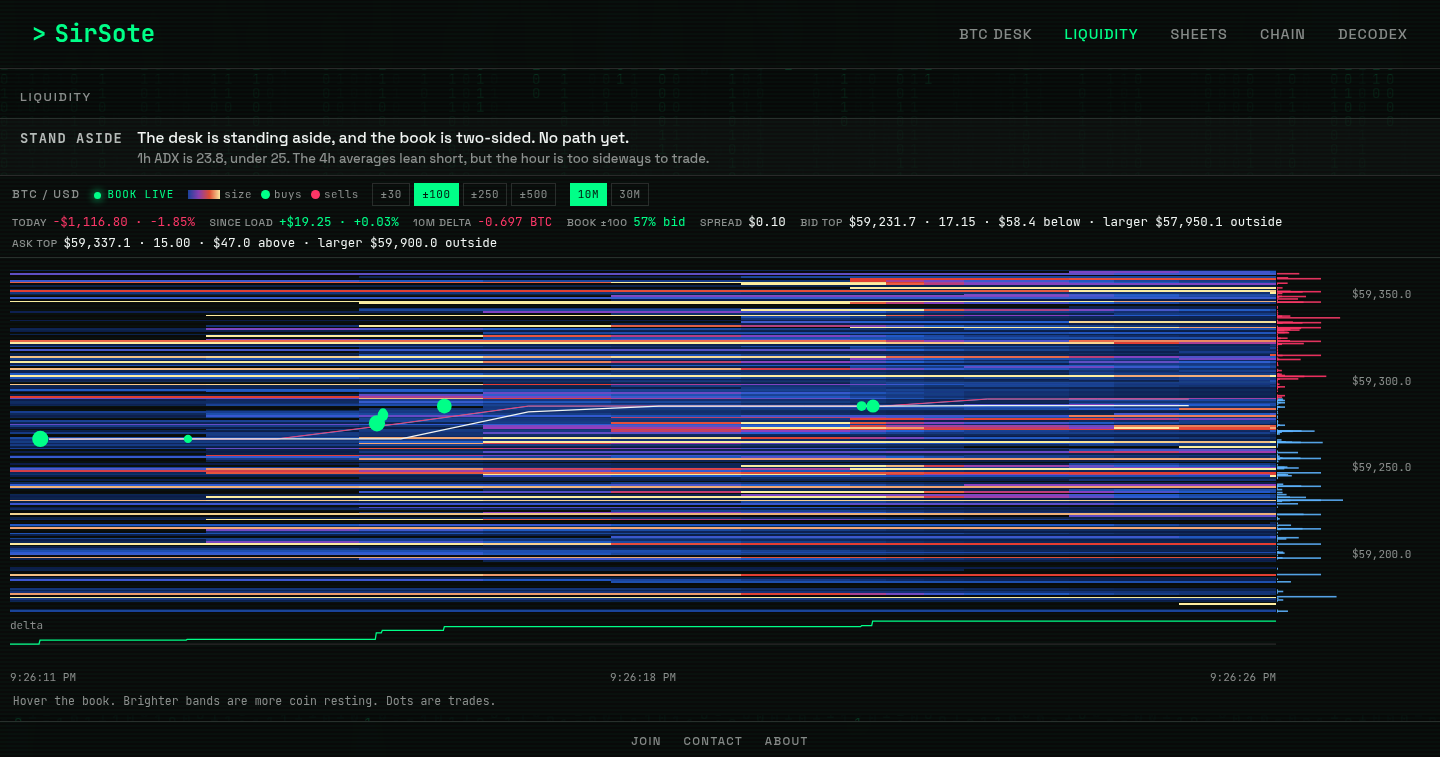 > SirSote
BTC DESK LIQUIDITY SHEETS CHAIN DECODEX
LIQUIDITY
STAND ASIDE The desk is standing aside, and the book is two-sided. No path yet.
1h ADX is 23.8, under 25. The 4h averages lean short, but the hour is too sideways to trade.
BTC / USD BOOK LIVE size buys sells ±30 ±100 ±250 ±500 10M 30M
TODAY -$1,116.80 · -1.85% SINCE LOAD +$19.25 · +0.03% 10M DELTA -0.697 BTC BOOK ±100 57% bid SPREAD $0.10 BID TOP $59,231.7 · 17.15 · $58.4 below · larger $57,950.1 outside
ASK TOP $59,337.1 · 15.00 · $47.0 above · larger $59,900.0 outside
$59,350.0
$59,300.0
$59,250.0
$59,200.0
delta
9:26:11 PM 9:26:18 PM 9:26:26 PM
Hover the book. Brighter bands are more coin resting. Dots are trades.
JOIN CONTACT ABOUT